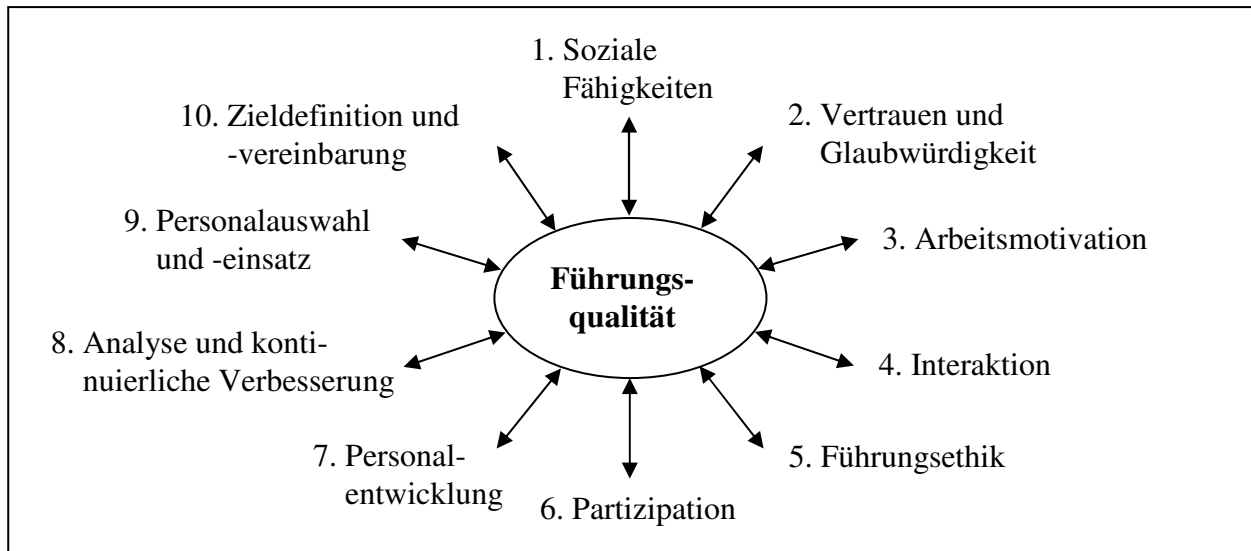 1. Soziale
Fähigkeiten
2. Vertrauen und
Glaubwürdigkeit
3. Arbeitsmotivation
4. Interaktion
5. Führungsethik
6. Partizipation
7. Personal-
entwicklung
8. Analyse und konti-
nuierliche Verbesserung
9. Personalauswahl
und -einsatz
10. Zieldefinition und
-vereinbarung
Führungs-
qualität